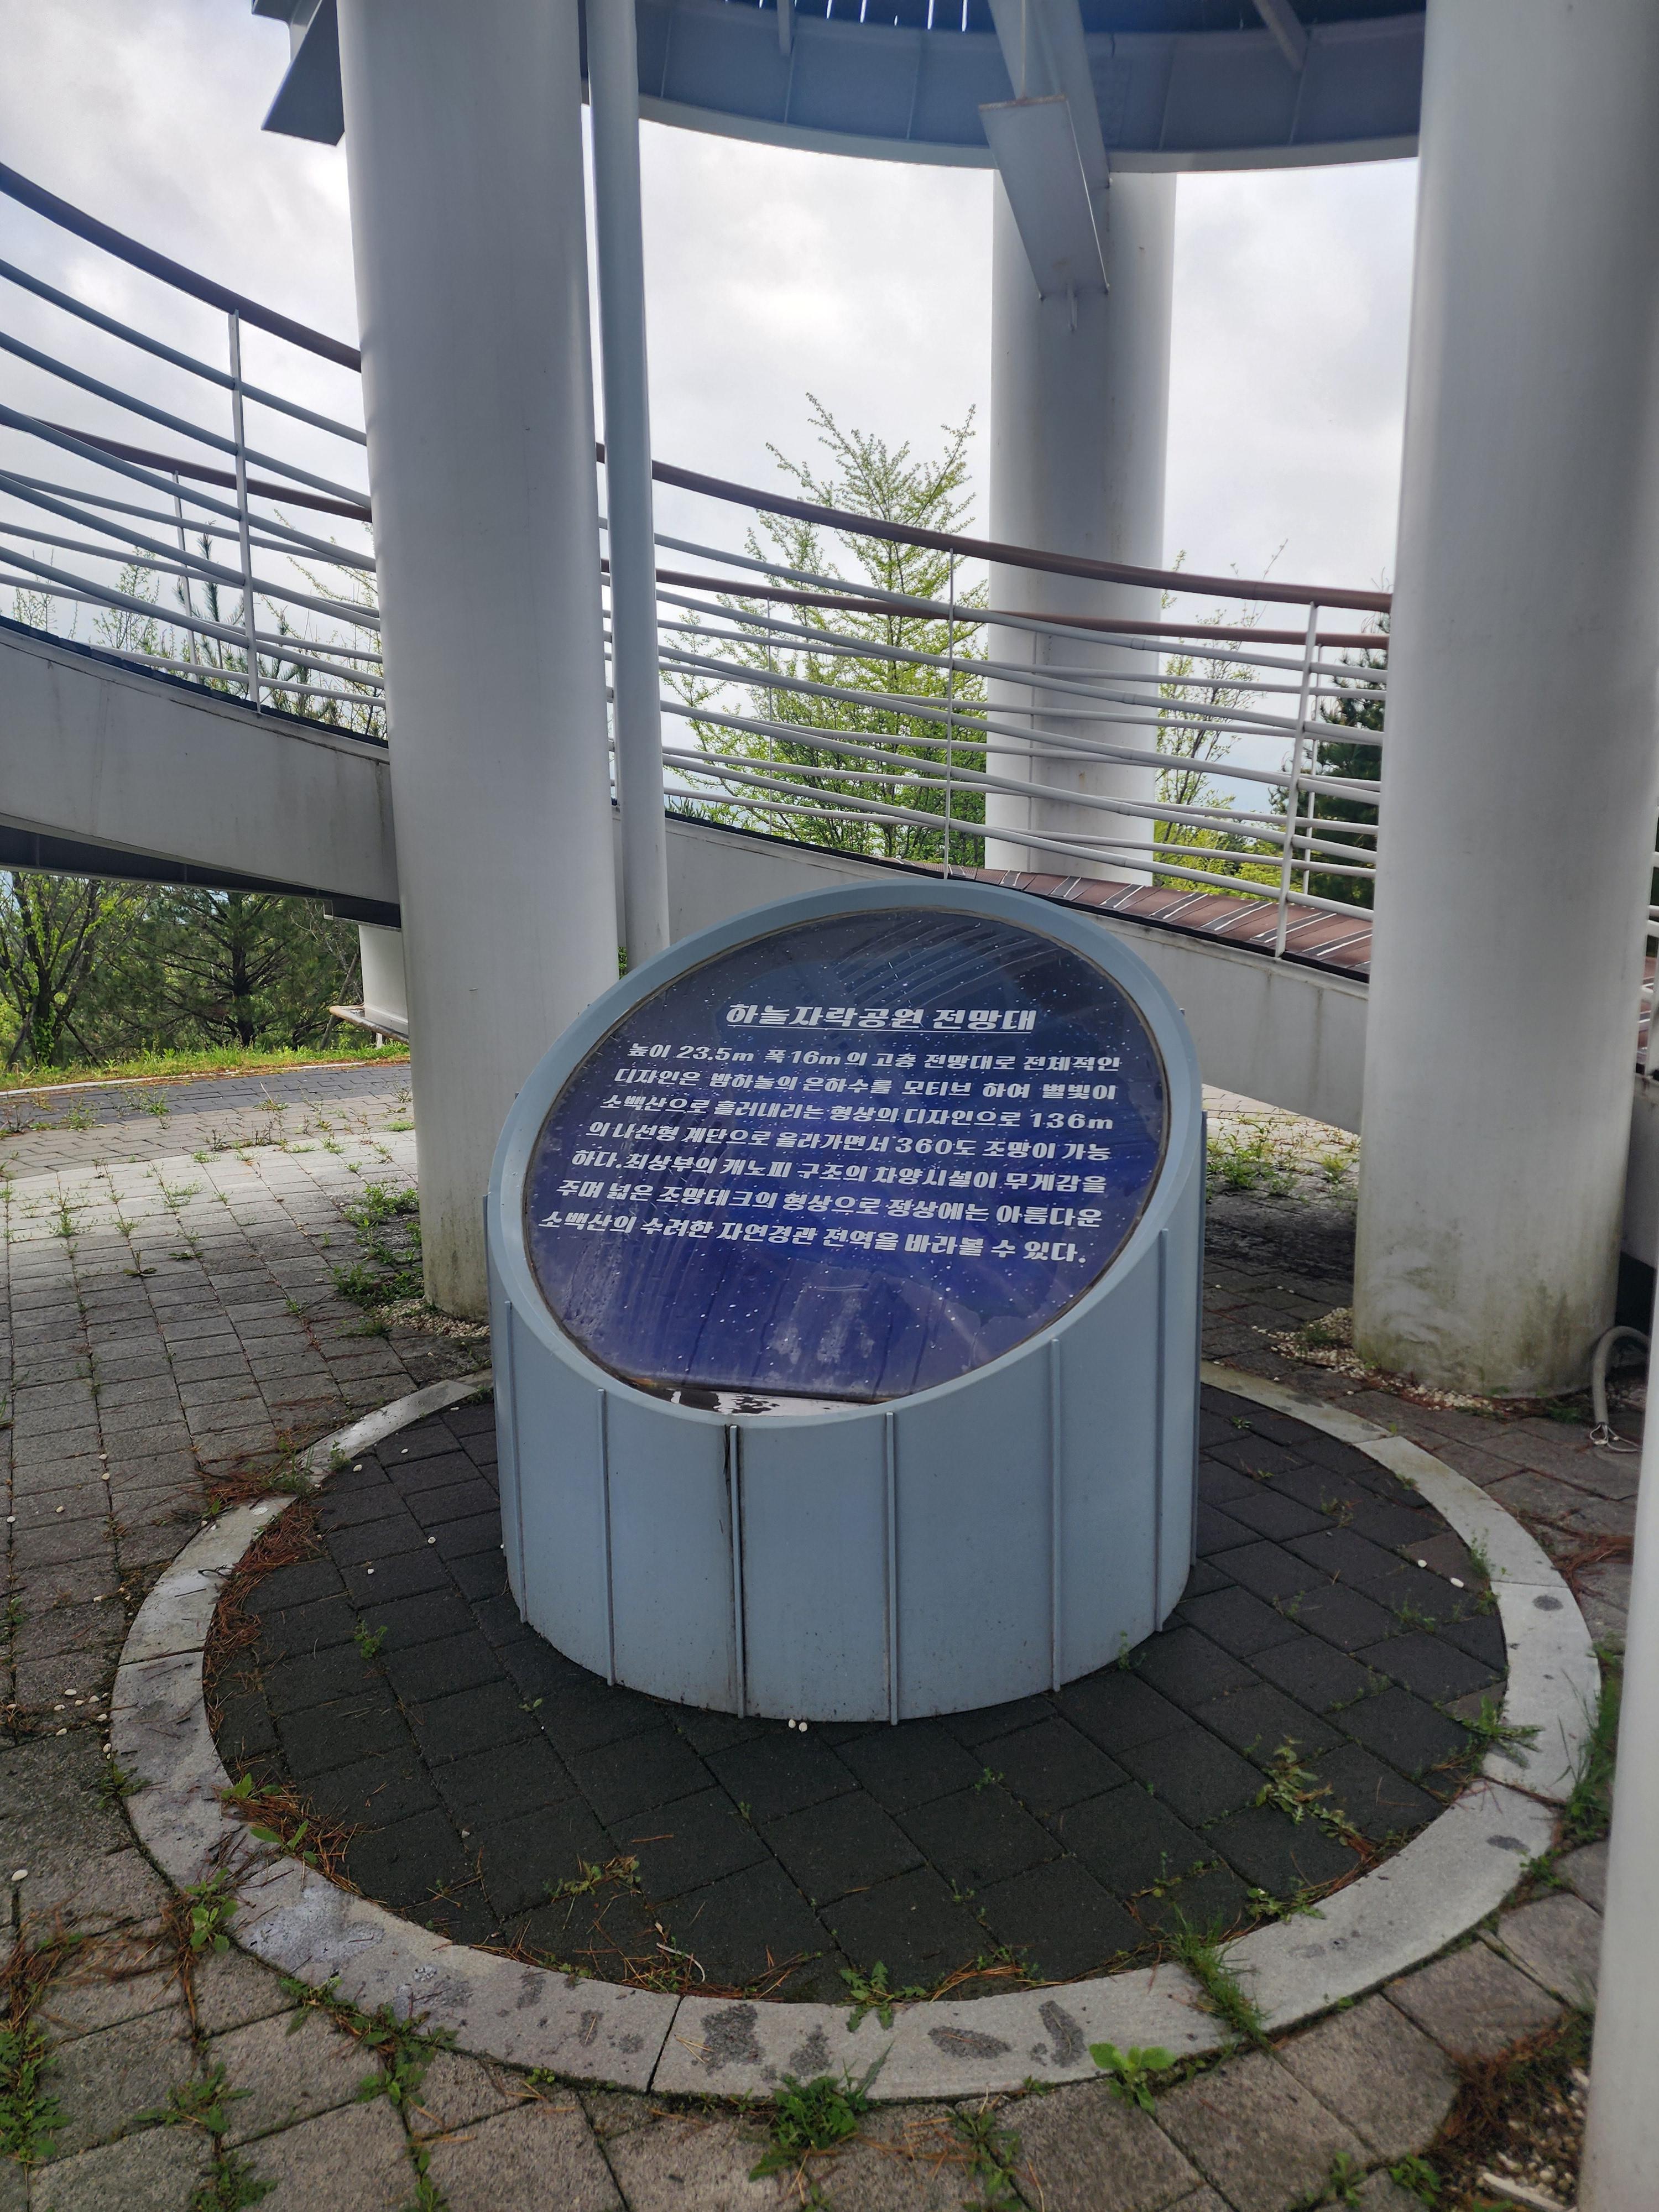 하늘자락공원 전망대
높이 23.5m 폭16m의 고층 전망대로 전체적안
디자인은 밤하늘의 은하수를 모티브 하여 별빛이
소백산으로 흘러내리는 형상의 디자인으로 136m
의 나선형 계단으로 올라가면서 360도 조망이 가능
하다. 최상부의 캐노피 구조의 차양시설이 무게감을
주며 넓은 조망테크의 형상으로 정상에는 아름다운
소백산의 수려한 자연경관 전역을 바라볼 수 있다.